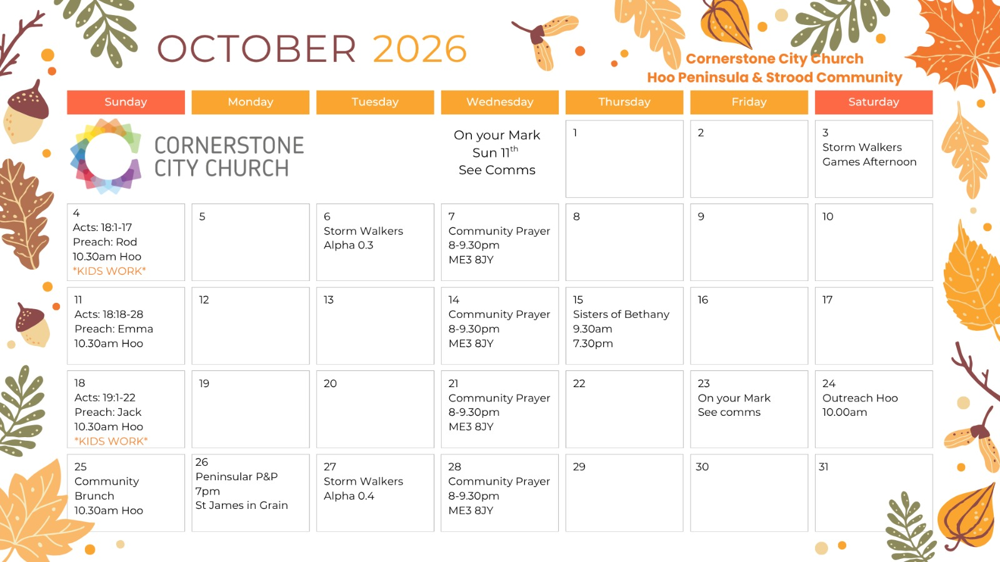 OCTOBER 2026
Cornerstone City Church
Hoo Peninsula & Strood Community
Sunday
Monday
Tuesday
Wednesday
Thursday
Friday
Saturday
CORNERSTONE
CITY CHURCH
On your Mark
Sun 11th
See Comms
1
2
3
Storm Walkers
Games Afternoon
4
Acts: 18:1-17
Preach: Rod
10.30am Hoo
*KIDS WORK*
5
6
Storm Walkers
Alpha 0.3
7
Community Prayer
8-9.30pm
ME3 8JY
8
9
10
11
Acts: 18:18-28
Preach: Emma
10.30am Hoo
12
13
14
Community Prayer
8-9.30pm
ME3 8JY
15
Sisters of Bethany
9.30am
7.30pm
16
17
18
Acts: 19:1-22
Preach: Jack
10.30am Hoo
*KIDS WORK*
19
20
21
Community Prayer
8-9.30pm
ME3 8JY
22
23
On your Mark
See comms
24
Outreach Hoo
10.00am
25
Community
Brunch
10.30am Hoo
26
Peninsular P&P
7pm
St James in Grain
27
Storm Walkers
Alpha 0.4
28
Community Prayer
8-9.30pm
ME3 8JY
29
30
31